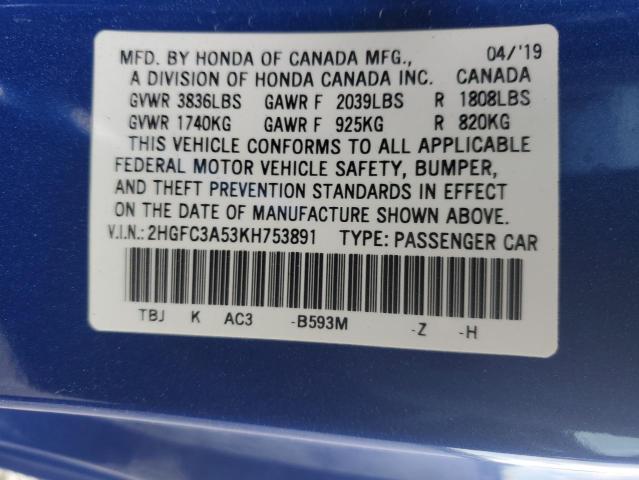 MFD. BY HONDA OF CANADA MFG., 04/'19
A DIVISION OF HONDA CANADA INC. CANADA
GVWR 3836LBS GAWR F 2039LBS R 1808LBS
GVWR 1740KG GAWR F 925KG R 820KG
THIS VEHICLE CONFORMS TO ALL APPLICABLE
FEDERAL MOTOR VEHICLE SAFETY, BUMPER,
AND THEFT PREVENTION STANDARDS IN EFFECT
ON THE DATE OF MANUFACTURE SHOWN ABOVE.
V.I.N.: 2HGFC3A53KH753891 TYPE: PASSENGER CAR
TBJ K AC3 -B593M -Z -H